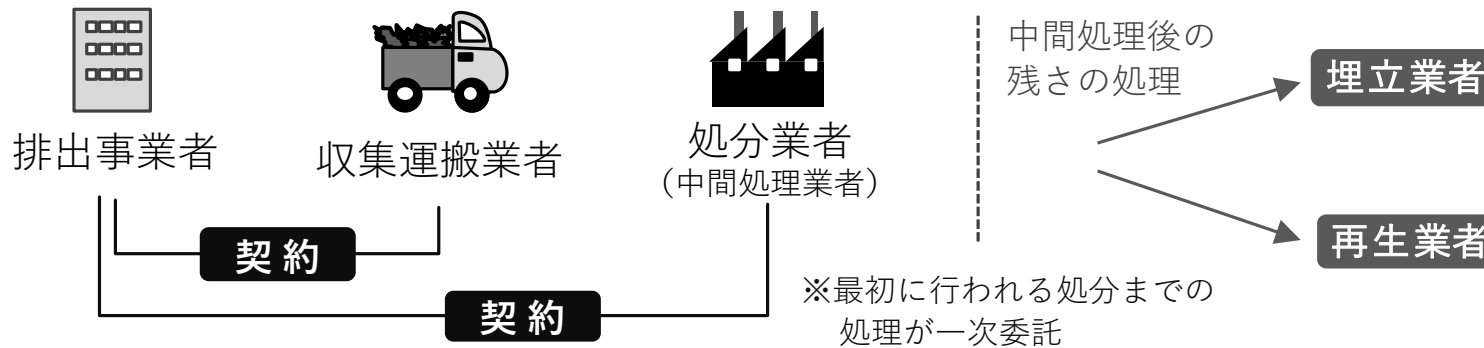 排出事業者
収集運搬業者
処分業者
（中間処理業者）
契約
契約
中間処理後の
残さの処理
埋立業者
再生業者
※最初に行われる処分までの
処理が一次委託